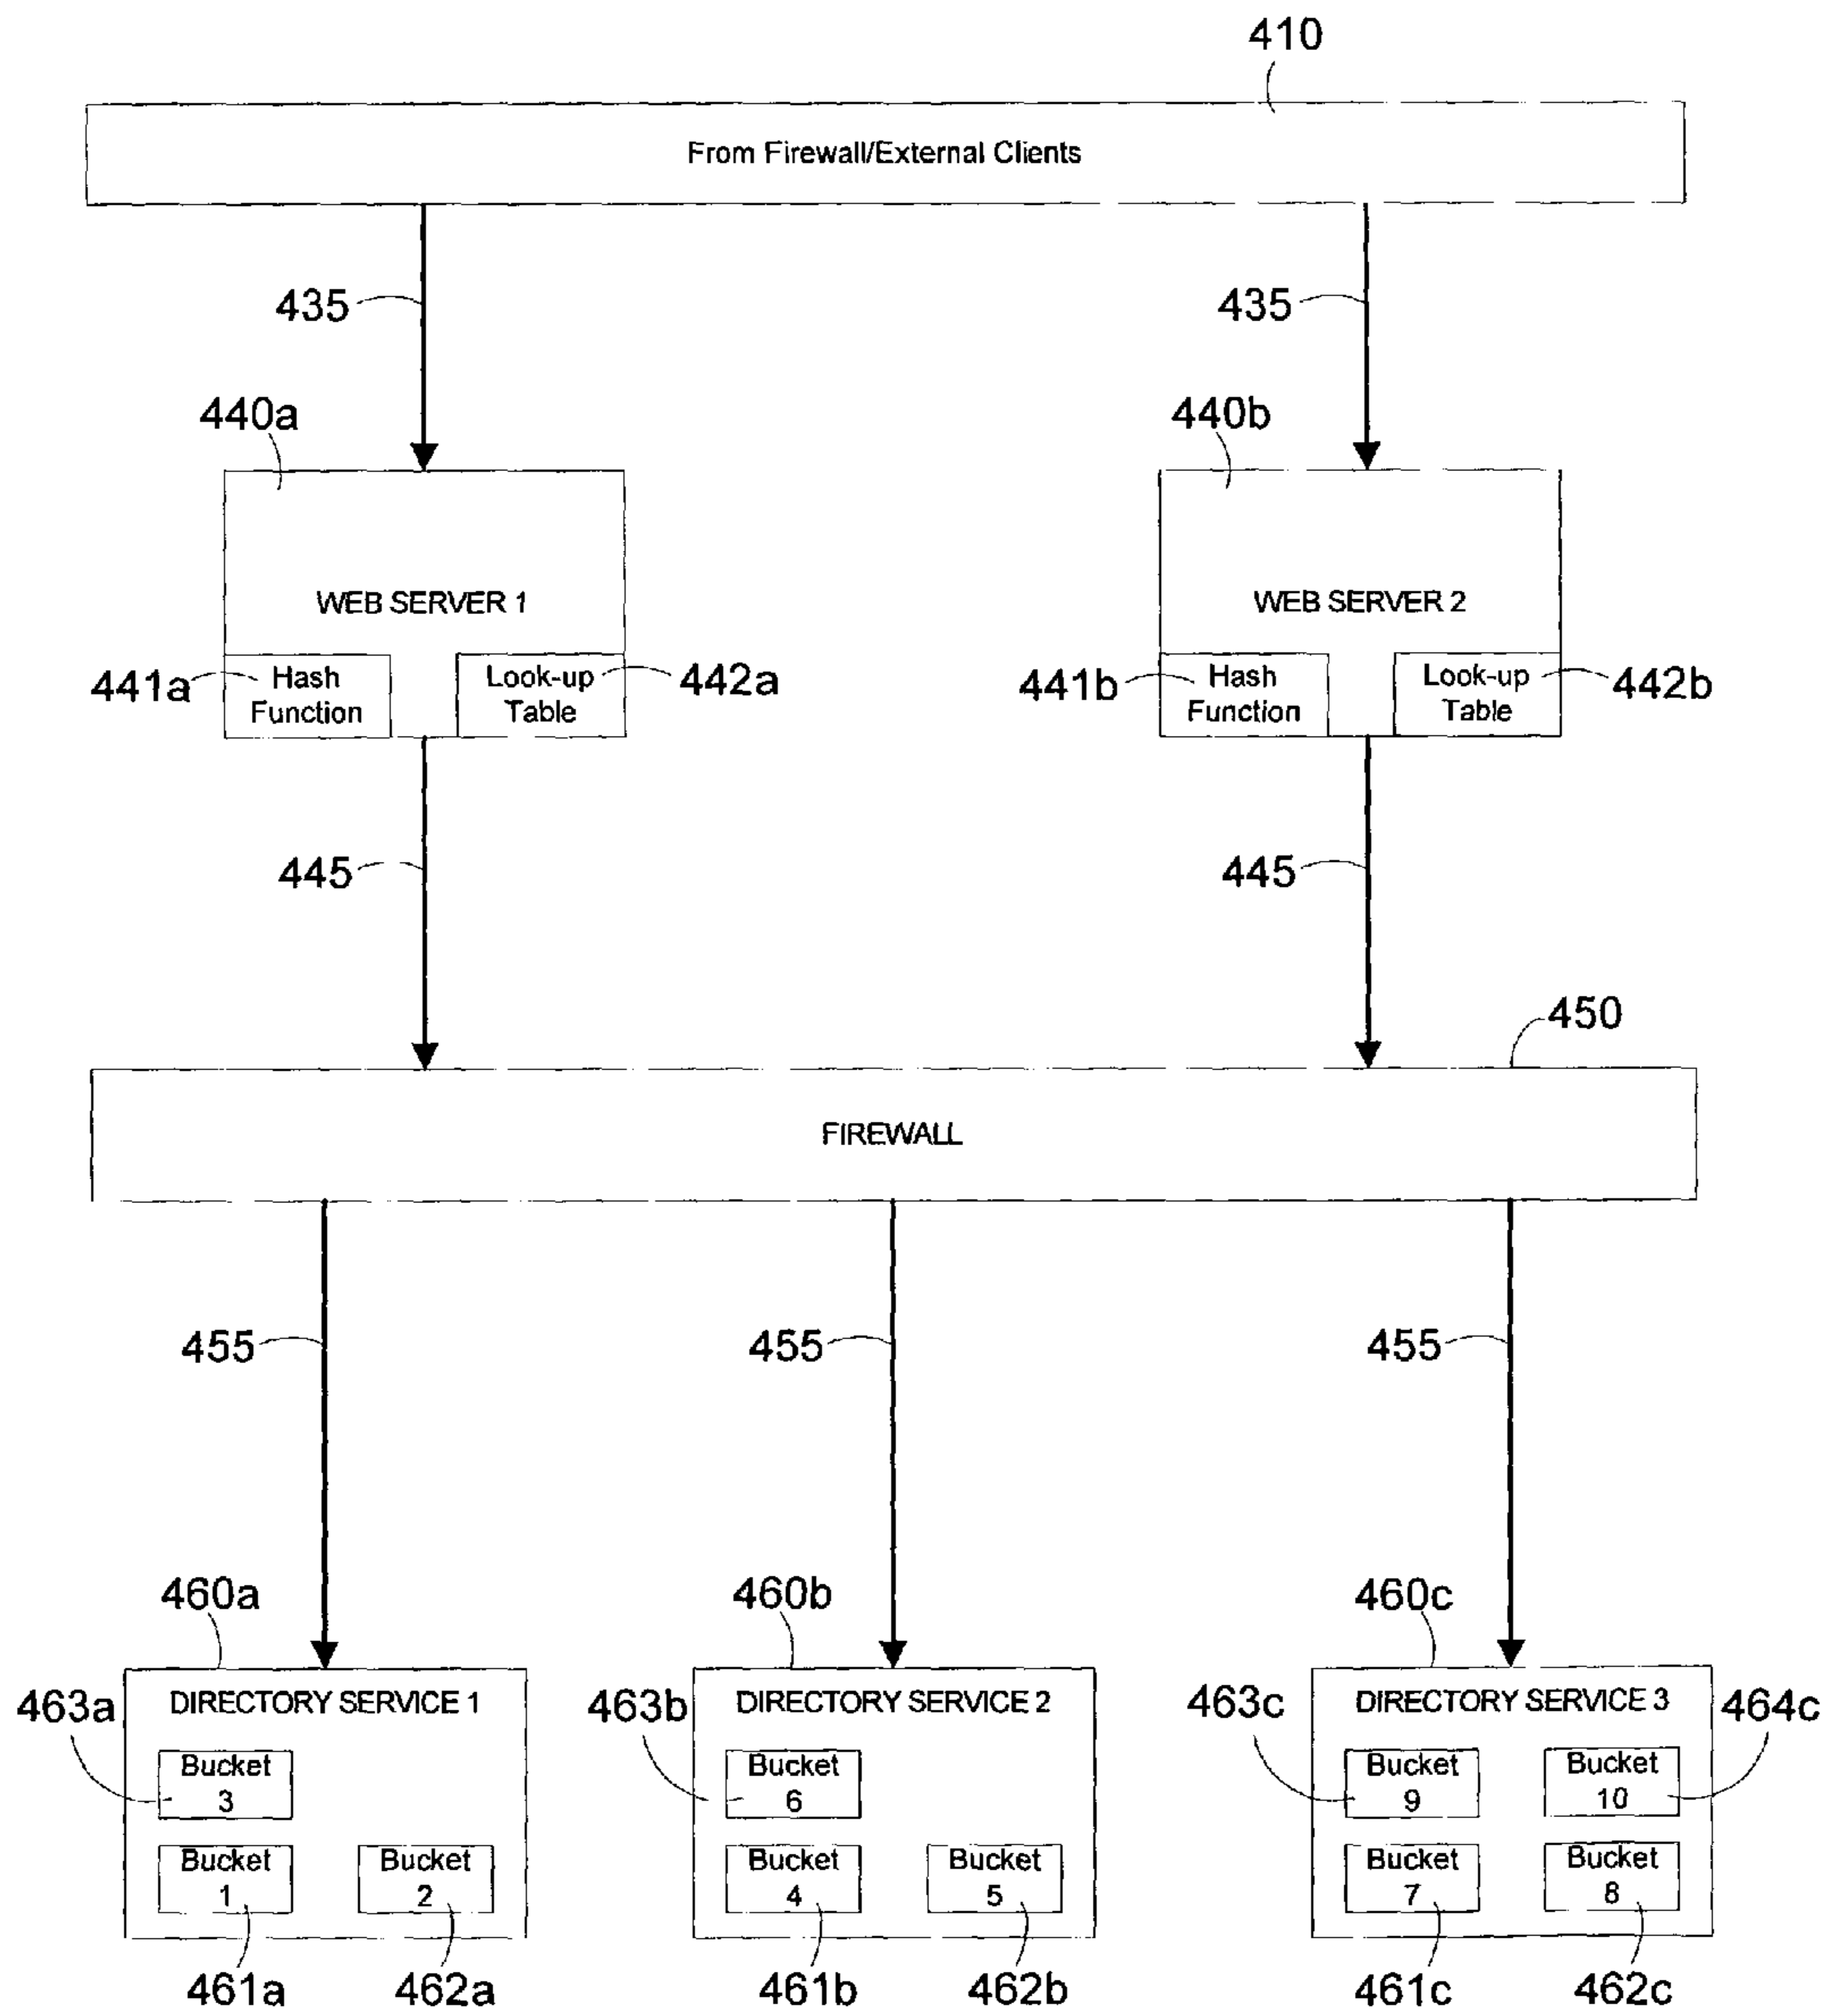 410
From Firewall/External Clients
435
435
440a
440b
WEB SERVER 1
WEB SERVER 2
441a
Hash
Function
Look-up
Table
442a
441b
Hash
Function
Look-up
Table
442b
445
445
450
FIREWALL
455
455
455
460a
460b
460c
463a
DIRECTORY SERVICE 1
463b
DIRECTORY SERVICE 2
463c
DIRECTORY SERVICE 3
464c
Bucket
3
Bucket
6
Bucket
9
Bucket
10
Bucket
1
Bucket
2
Bucket
4
Bucket
5
Bucket
7
Bucket
8
461a
462a
461b
462b
461c
462c